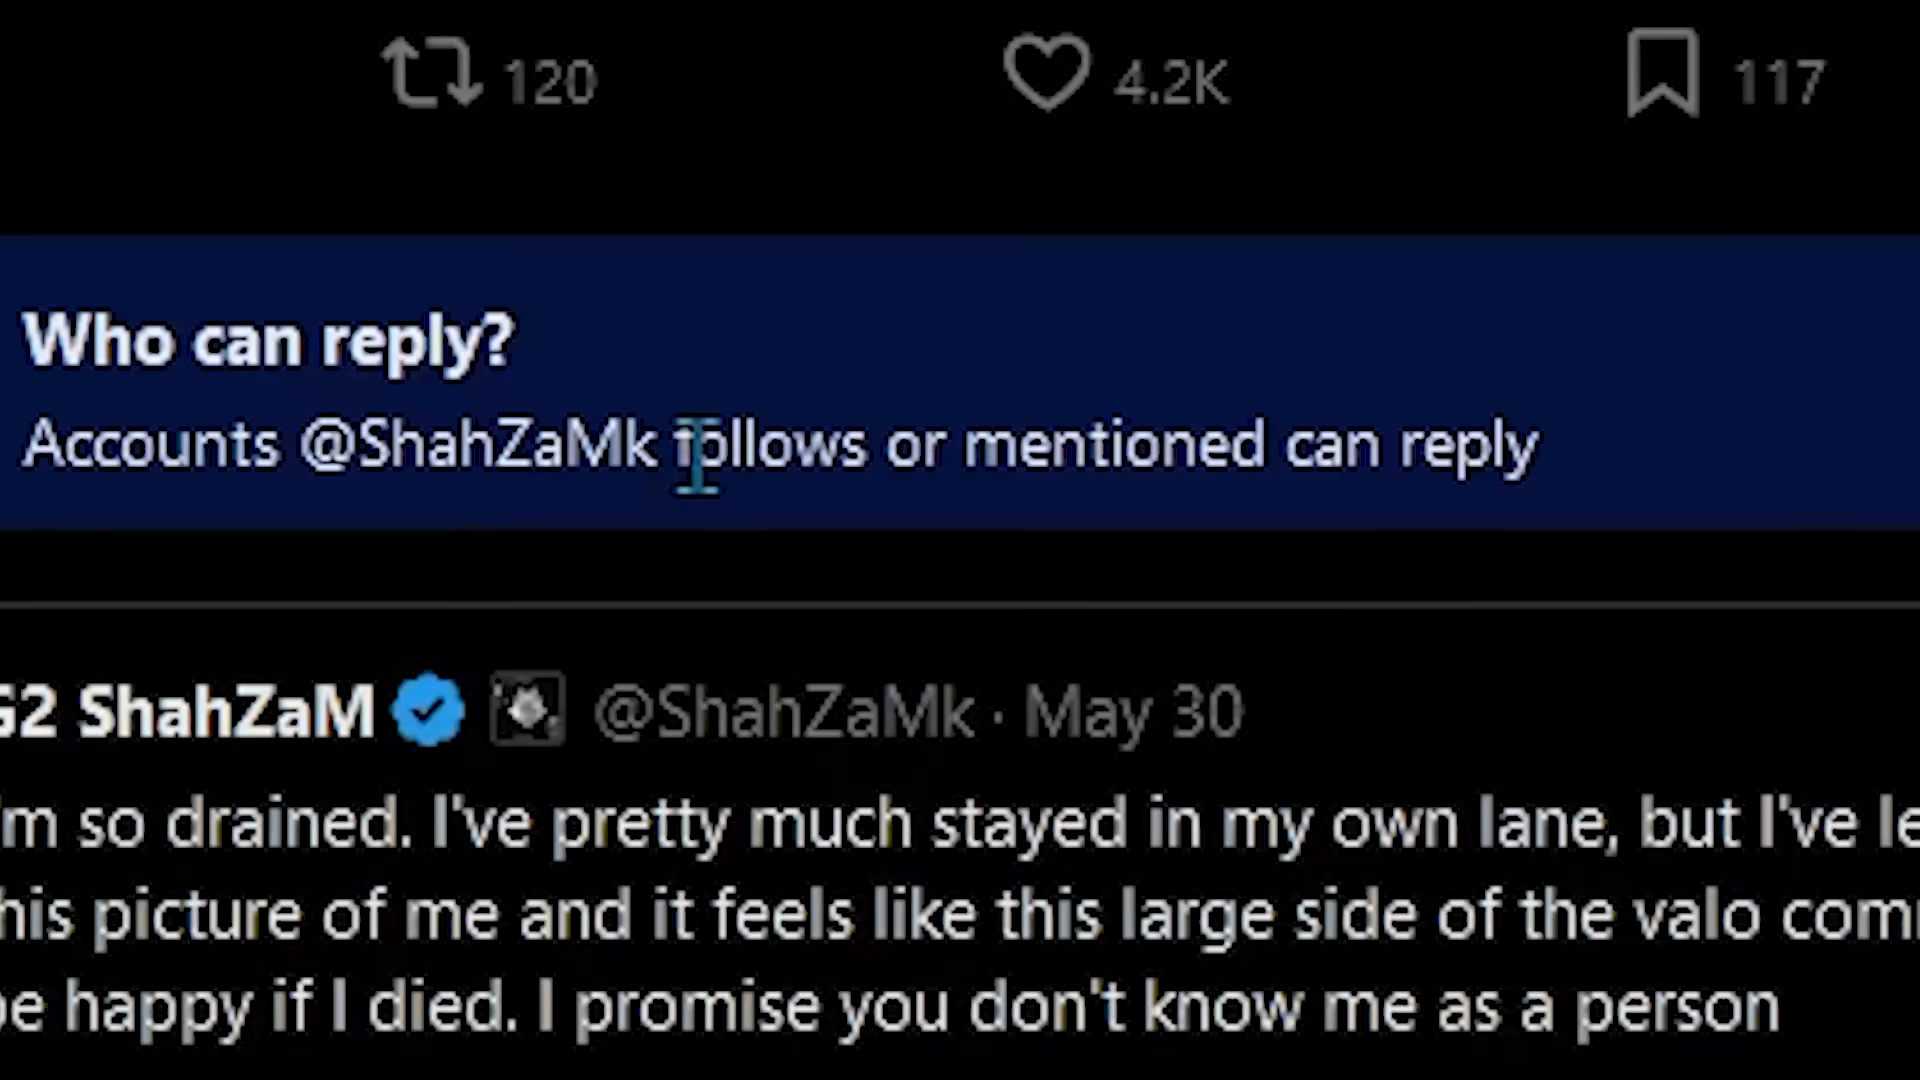 120 4.2K 117
Who can reply?
Accounts @ShahZaMk follows or mentioned can reply
G2 ShahZaM @ShahZaMk · May 30
'm so drained. I've pretty much stayed in my own lane, but I've le
his picture of me and it feels like this large side of the valo com
be happy if I died. I promise you don't know me as a person